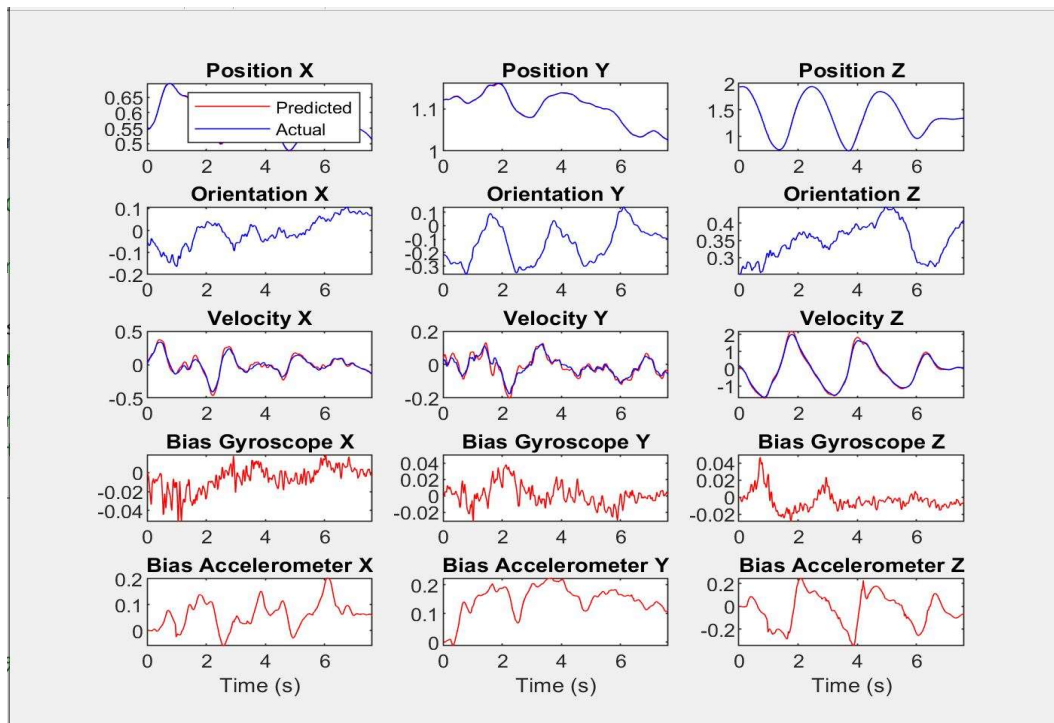 Position X
Position Y
Position Z
0.65
0.6
0.55
0.5
Predicted
Actual
1.1
1
2
1.5
1
0 2 4 6
0 2 4 6
0 2 4 6
Orientation X
Orientation Y
Orientation Z
0.1
0
-0.1
-0.2
0.1
0
-0.1
-0.2
-0.3
0.4
0.35
0.3
0 2 4 6
0 2 4 6
0 2 4 6
Velocity X
Velocity Y
Velocity Z
0.5
0
-0.5
0.2
0
-0.2
2
1
0
-1
0 2 4 6
0 2 4 6
0 2 4 6
Bias Gyroscope X
Bias Gyroscope Y
Bias Gyroscope Z
0
-0.02
-0.04
0.04
0.02
0
-0.02
0.04
0.02
0
-0.02
0 2 4 6
0 2 4 6
0 2 4 6
Bias Accelerometer X
Bias Accelerometer Y
Bias Accelerometer Z
0.2
0.1
0
0.2
0.1
0
0.2
0
-0.2
0 2 4 6
0 2 4 6
0 2 4 6
Time (s)
Time (s)
Time (s)